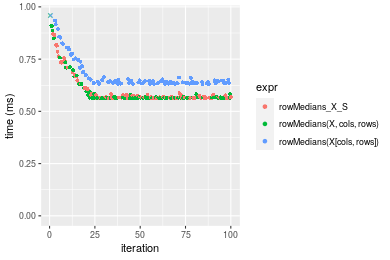 1.00
0.75
0.50
0.25
0.00
time (ms)
0
25
50
75
100
iteration
expr
rowMedians_X_S
rowMedians(X, cols, rows)
rowMedians(X[cols, rows])